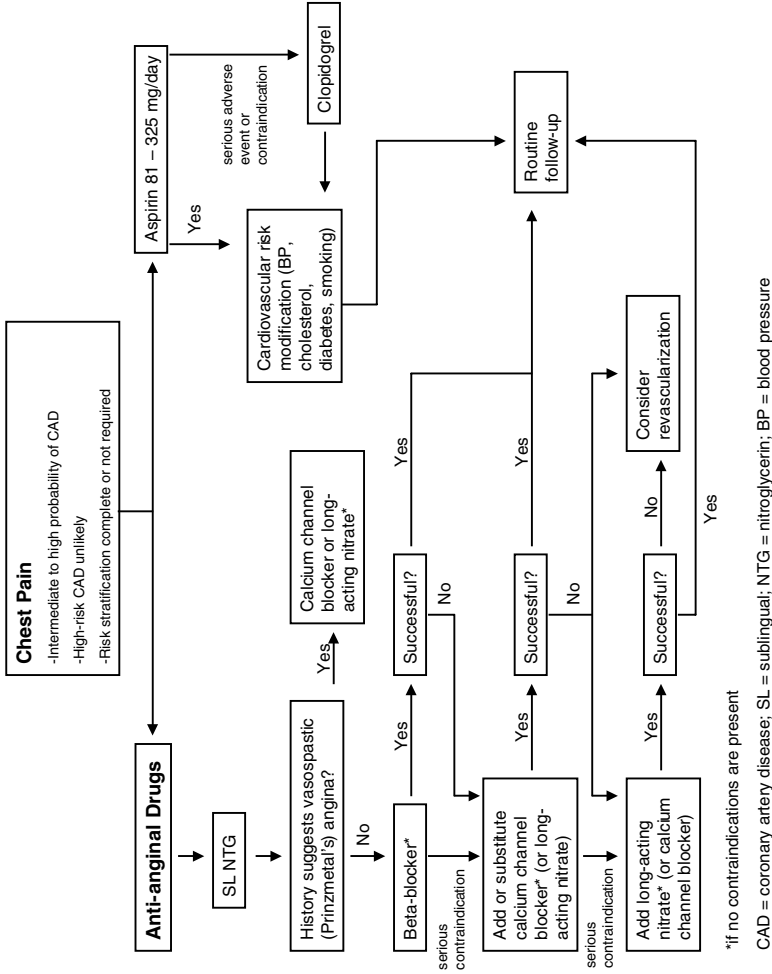 Chest Pain
-Intermediate to high probability of CAD
-High-risk CAD unlikely
-Risk stratification complete or not required
Anti-anginal Drugs
Aspirin 81 – 325 mg/day
SL NTG
Yes
serious adverse
event or
contraindication
Clopidogrel
History suggests vasospastic
(Prinzmetal's) angina?
Yes
Calcium channel
blocker or long-
acting nitrate*
Cardiovascular risk
modification (BP,
cholesterol,
diabetes, smoking)
No
Beta-blocker*
Yes
Successful?
Yes
serious
contraindication
No
Add or substitute
calcium channel
blocker* (or long-
acting nitrate)
Yes
Successful?
Yes
Routine
follow-up
serious
contraindication
No
Add long-acting
nitrate* (or calcium
channel blocker)
Yes
Successful?
No
Consider
revascularization
Yes
*if no contraindications are present
CAD = coronary artery disease; SL = sublingual; NTG = nitroglycerin; BP = blood pressure